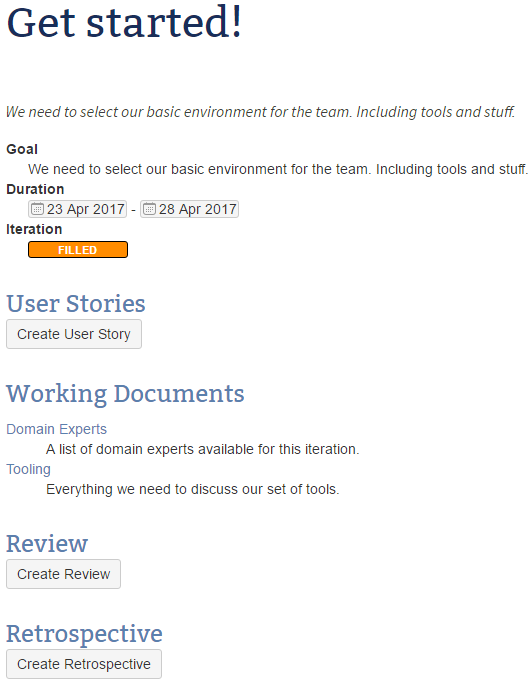 Get started!
We need to select our basic environment for the team. Including tools and stuff.
Goal
We need to select our basic environment for the team. Including tools and stuff.
Duration
23 Apr 2017 - 28 Apr 2017
Iteration
FILLED
User Stories
Create User Story
Working Documents
Domain Experts
A list of domain experts available for this iteration.
Tooling
Everything we need to discuss our set of tools.
Review
Create Review
Retrospective
Create Retrospective